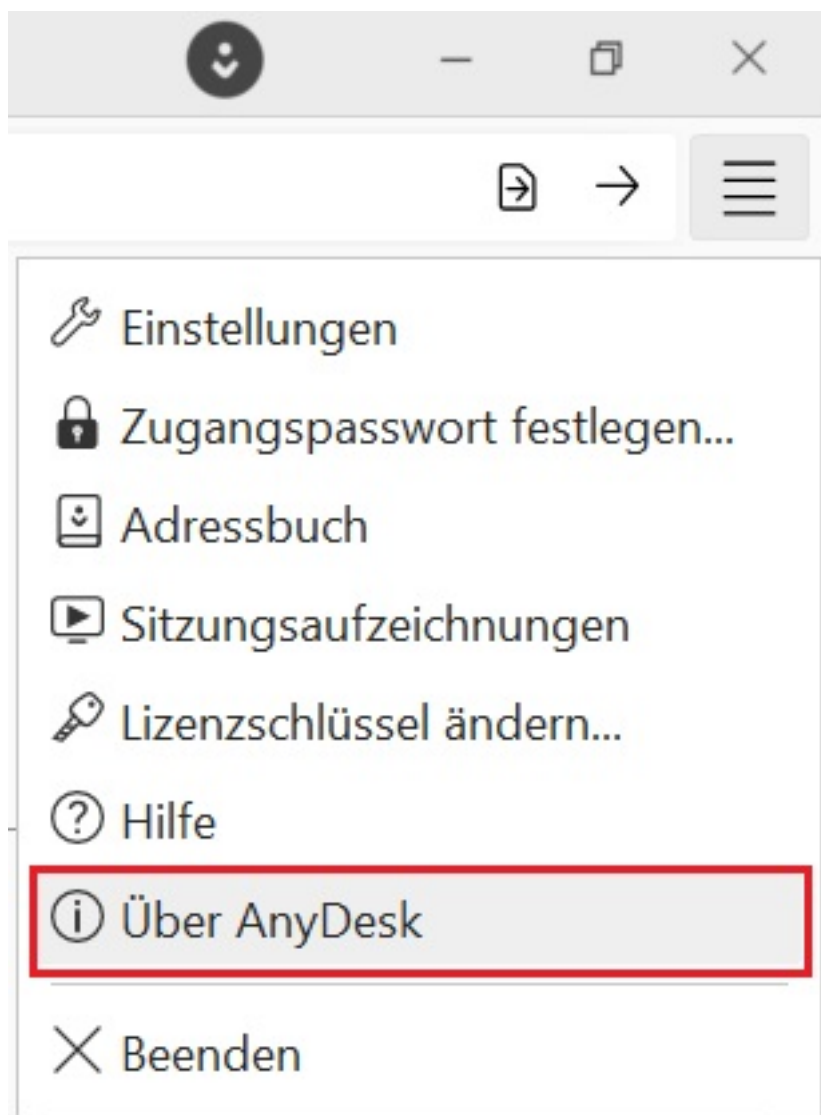 Einstellungen
Zugangspasswort festlegen...
Adressbuch
Sitzungsaufzeichnungen
Lizenzschlüssel ändern...
Hilfe
Über AnyDesk
Beenden